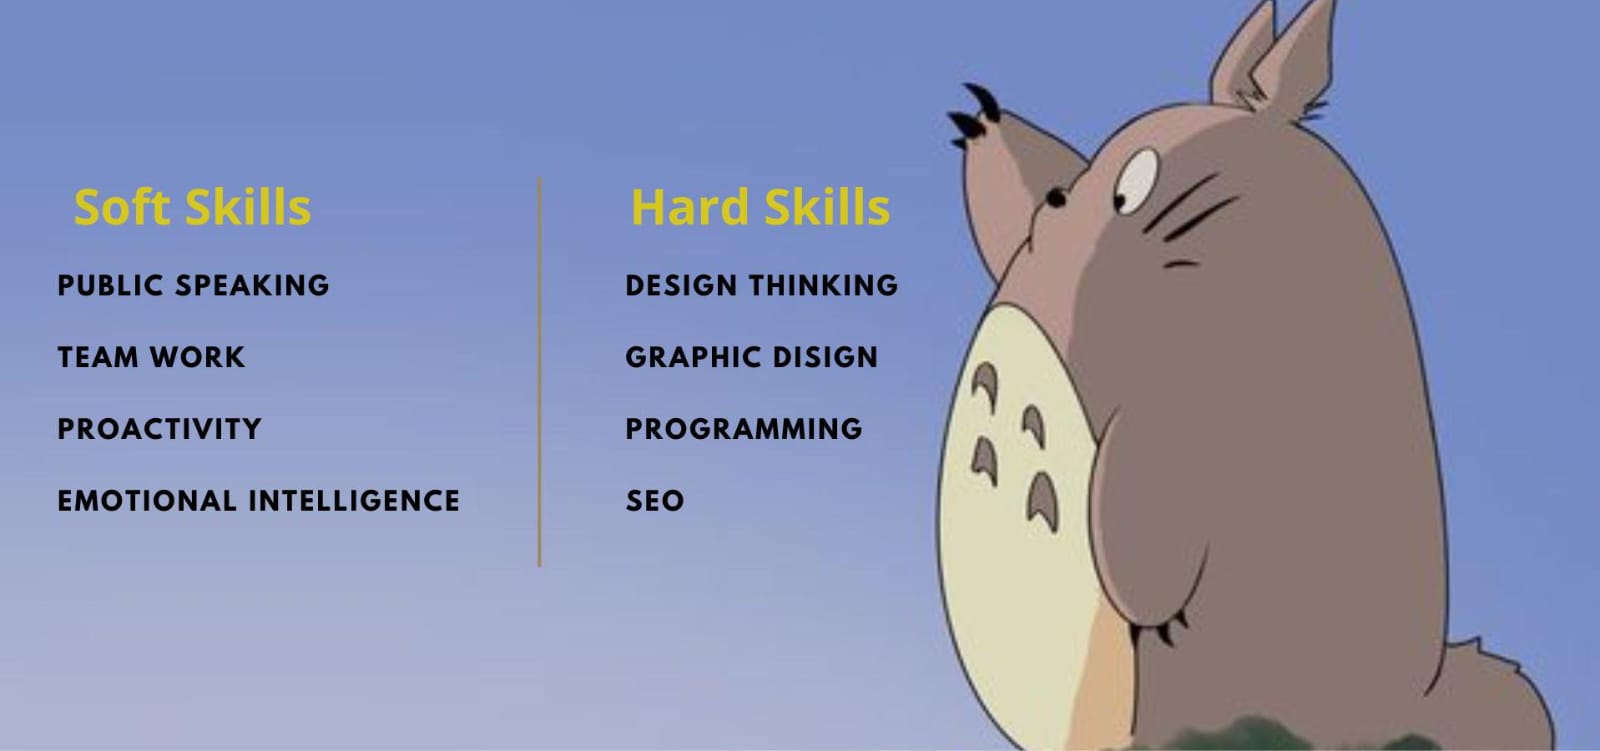 Soft Skills
PUBLIC SPEAKING
TEAM WORK
PROACTIVITY
EMOTIONAL INTELLIGENCE
Hard Skills
DESIGN THINKING
GRAPHIC DISIGN
PROGRAMMING
SEO